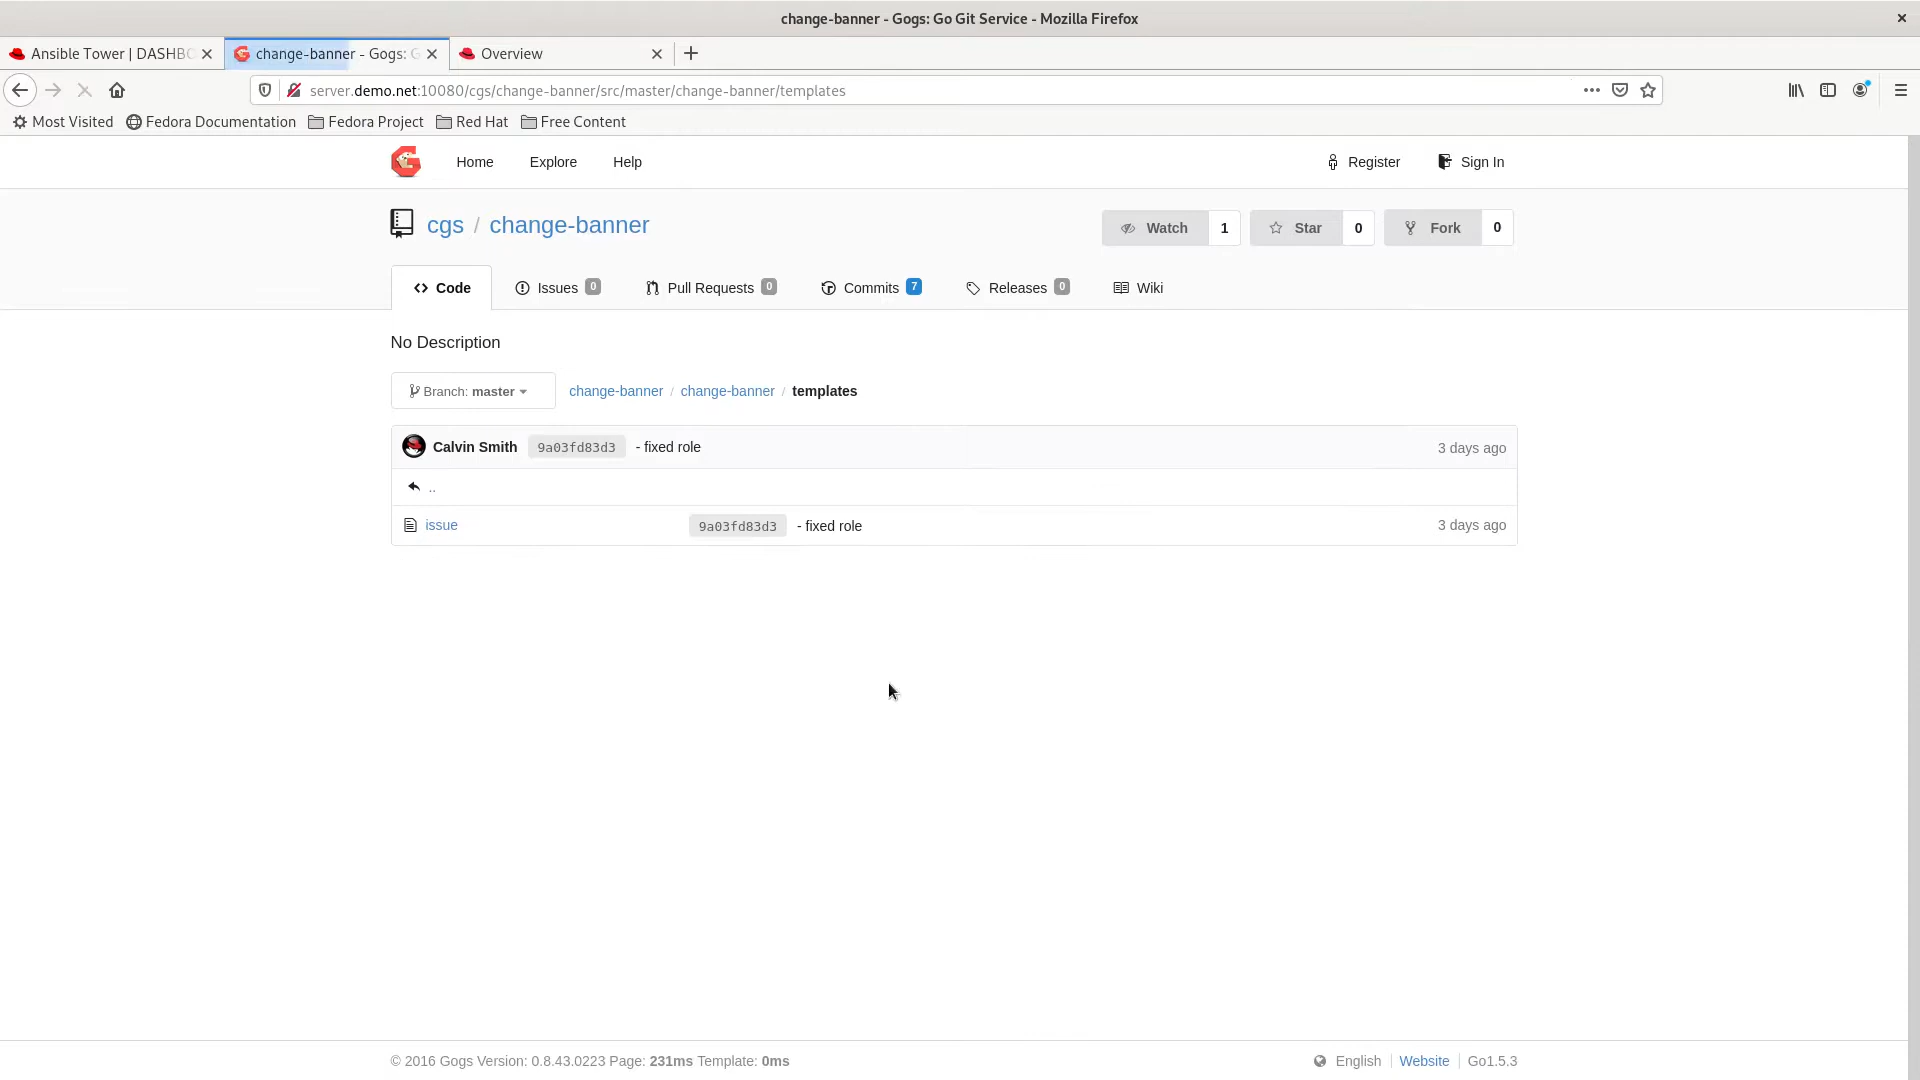 change-banner - Gogs: Go Git Service - Mozilla Firefox
Ansible Tower | DASHBO
change-banner - Gogs: G
Overview
server.demo.net:10080/cgs/change-banner/src/master/change-banner/templates
Most Visited
Fedora Documentation
Fedora Project
Red Hat
Free Content
Home
Explore
Help
Register
Sign In
cgs / change-banner
Watch 1
Star 0
Fork 0
Code
Issues 0
Pull Requests 0
Commits 7
Releases 0
Wiki
No Description
Branch: master
change-banner / change-banner / templates
Calvin Smith 9a03fd83d3 - fixed role 3 days ago
..
issue 9a03fd83d3 - fixed role 3 days ago
© 2016 Gogs Version: 0.8.43.0223 Page: 231ms Template: 0ms
English
Website
Go1.5.3